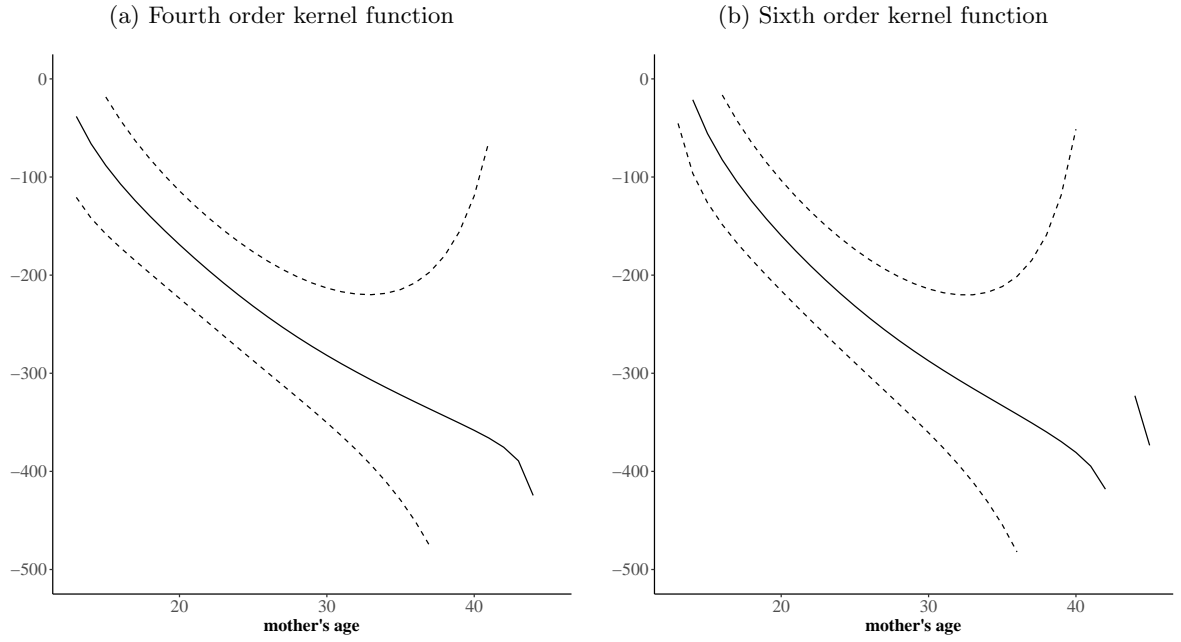 (a) Fourth order kernel function
0
−100
−200
−300
−400
−500
20 30 40
mother's age
(b) Sixth order kernel function
0
−100
−200
−300
−400
−500
20 30 40
mother's age